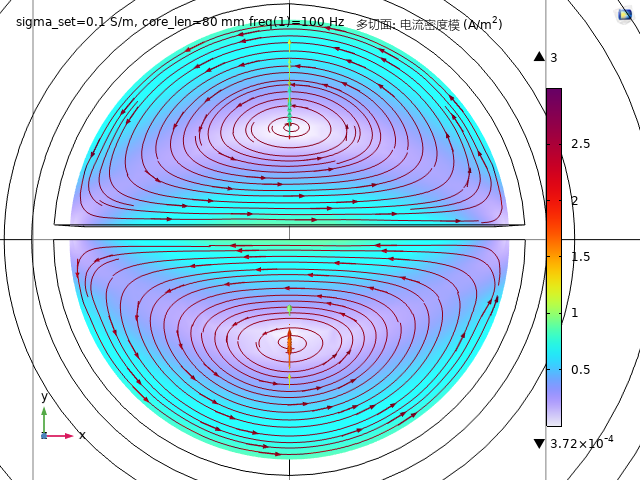 sigma_set=0.1 S/m, core_len=80 mm freq(1)=100 Hz 多切面: 电流密度模 (A/m²)
▲ 3
2.5
2
1.5
1
0.5
▼ 3.72×10⁻⁴
y
x
z